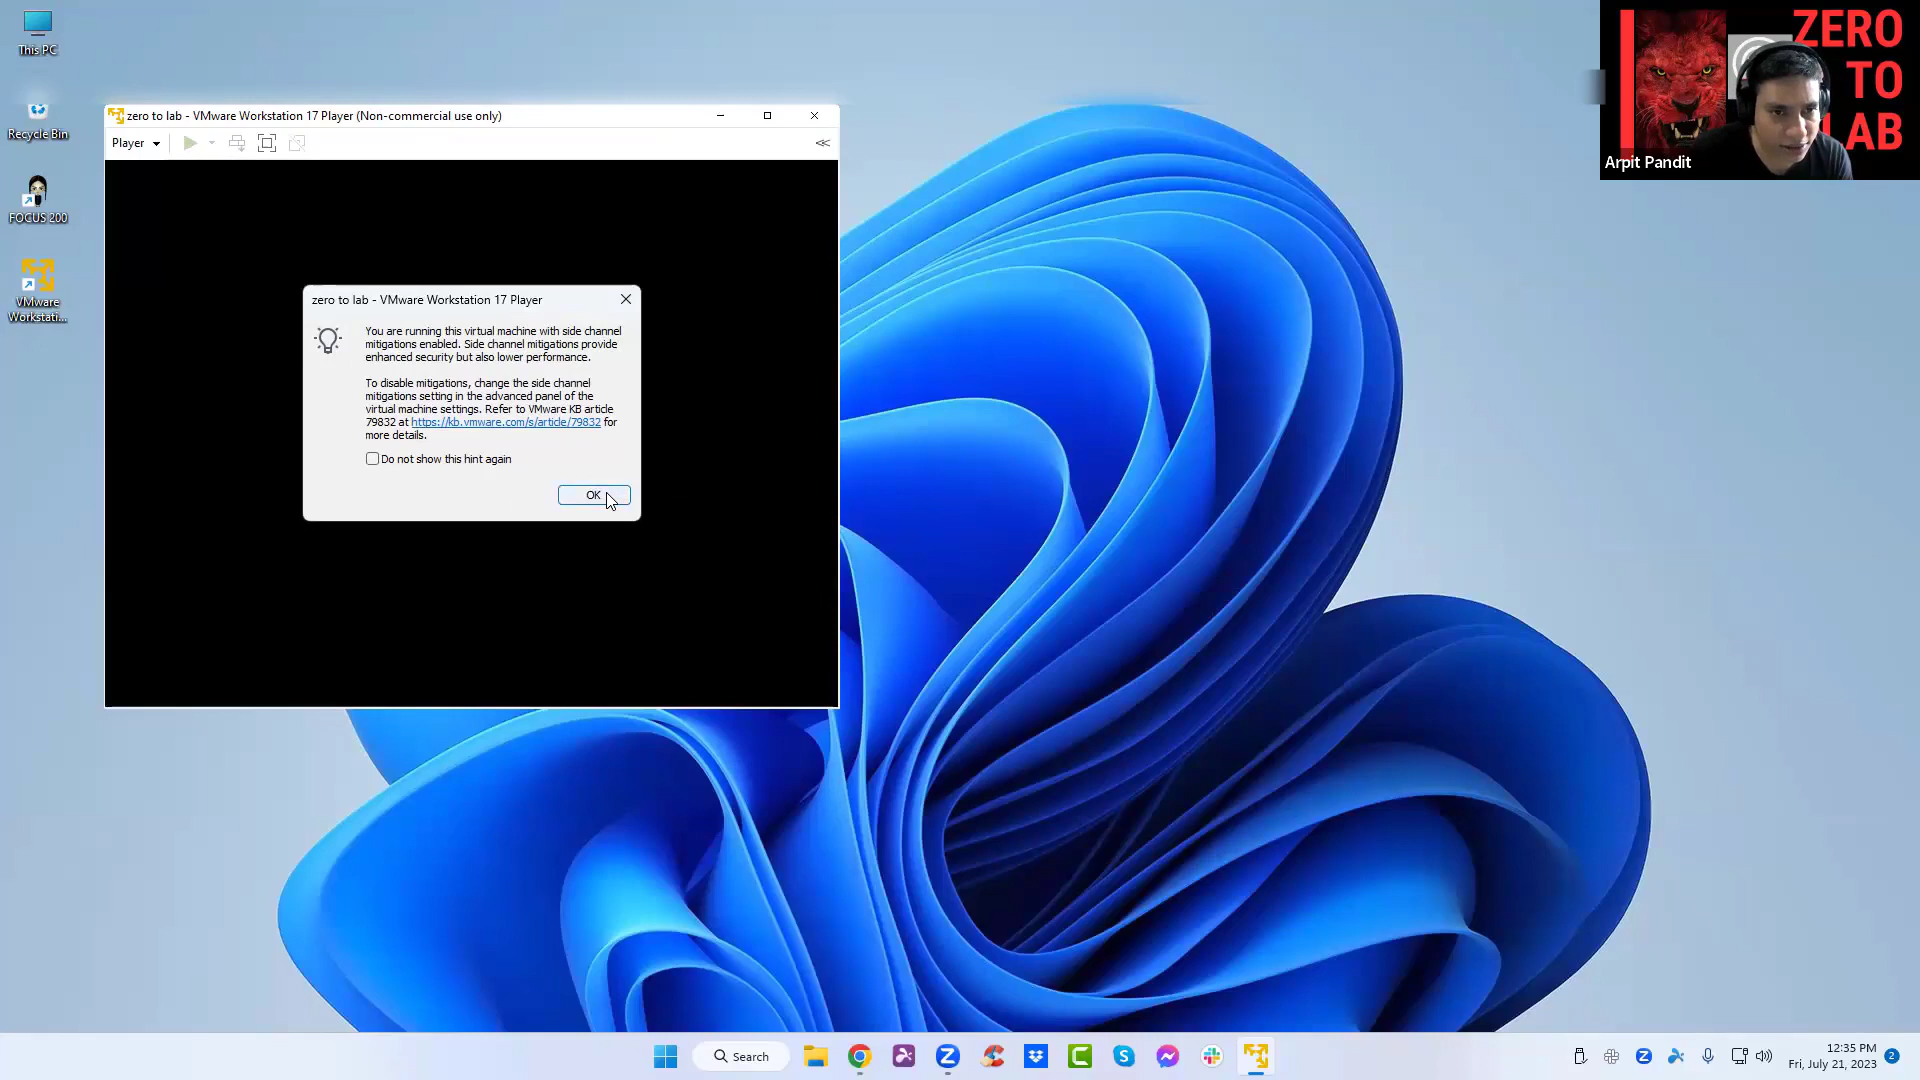 This PC
Recycle Bin
FOCUS 200
VMware
Workstati...
zero to lab - VMware Workstation 17 Player (Non-commercial use only)
Player
zero to lab - VMware Workstation 17 Player
You are running this virtual machine with side channel
mitigations enabled. Side channel mitigations provide
enhanced security but also lower performance.
To disable mitigations, change the side channel
mitigations setting in the advanced panel of the
virtual machine settings. Refer to VMware KB article
79832 at https://kb.vmware.com/s/article/79832 for
more details.
Do not show this hint again
OK
ZERO
TO
LAB
Arpit Pandit
Search
12:35 PM
Fri, July 21, 2023
2